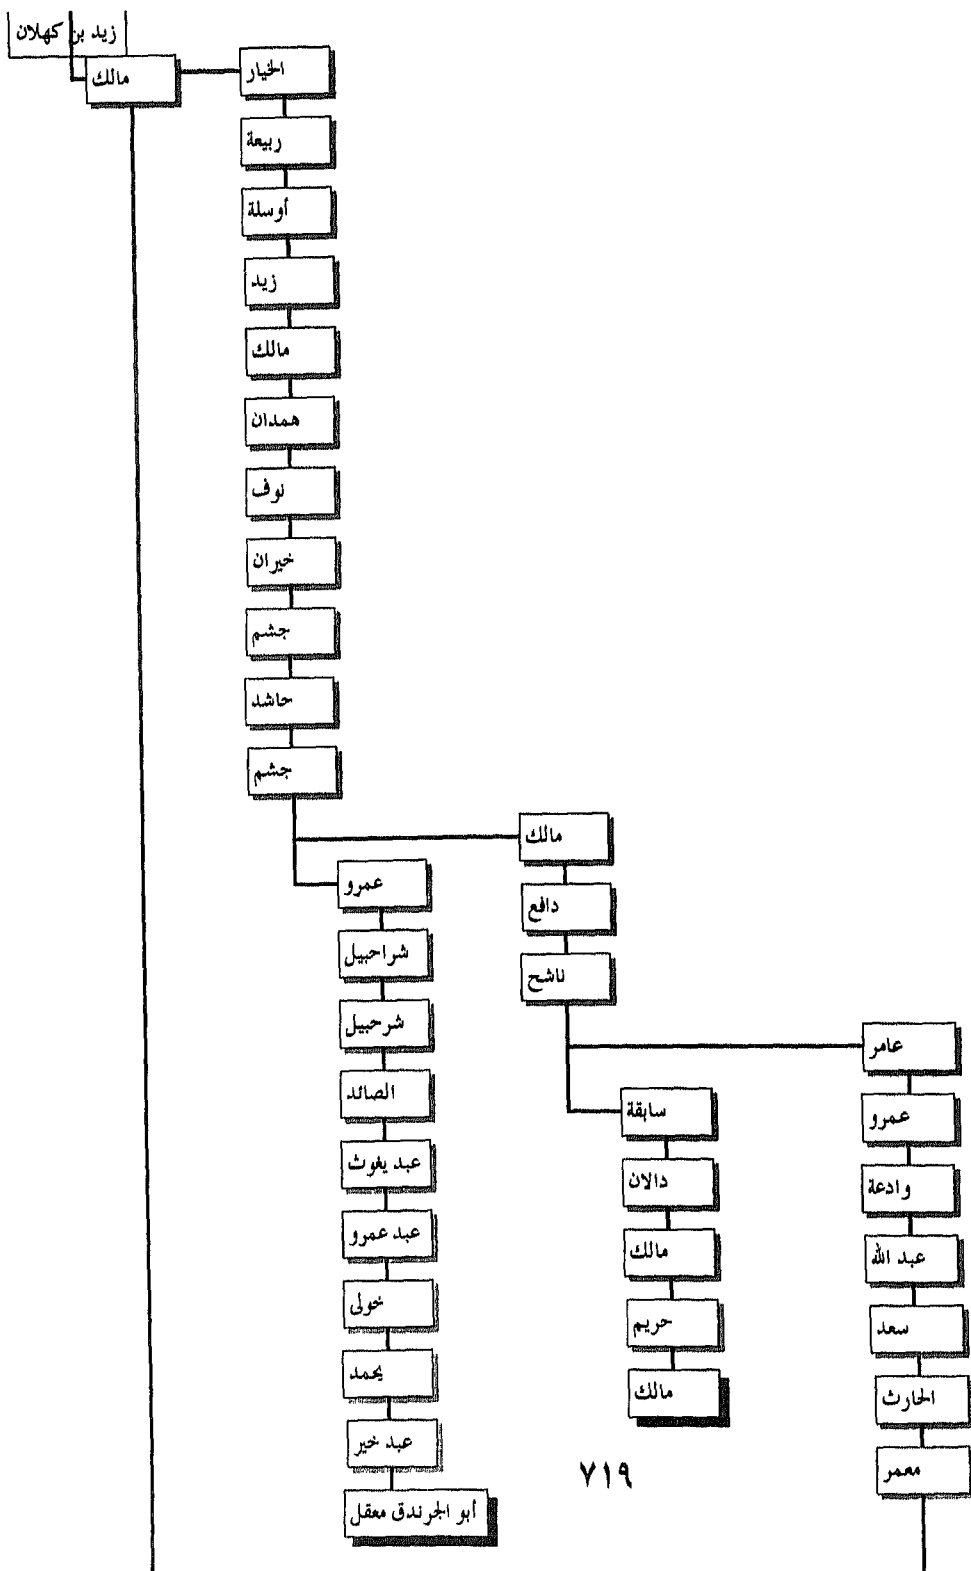 زيد بن كهلان
مالك
الخيار
ربيعة
أوسلة
زيد
مالك
همدان
نوف
خيران
جشم
حاشد
جشم
مالك
دافع
ناشح
عمرو
شراحبيل
شرحبيل
الصائد
عبد يغوث
عبد عمرو
خولى
يحمد
عبد خير
أبو الجرندق معقل
سابقة
دالان
مالك
حريم
مالك
عامر
عمرو
وادعة
عبد الله
سعد
الحارث
معمر
٧١٩